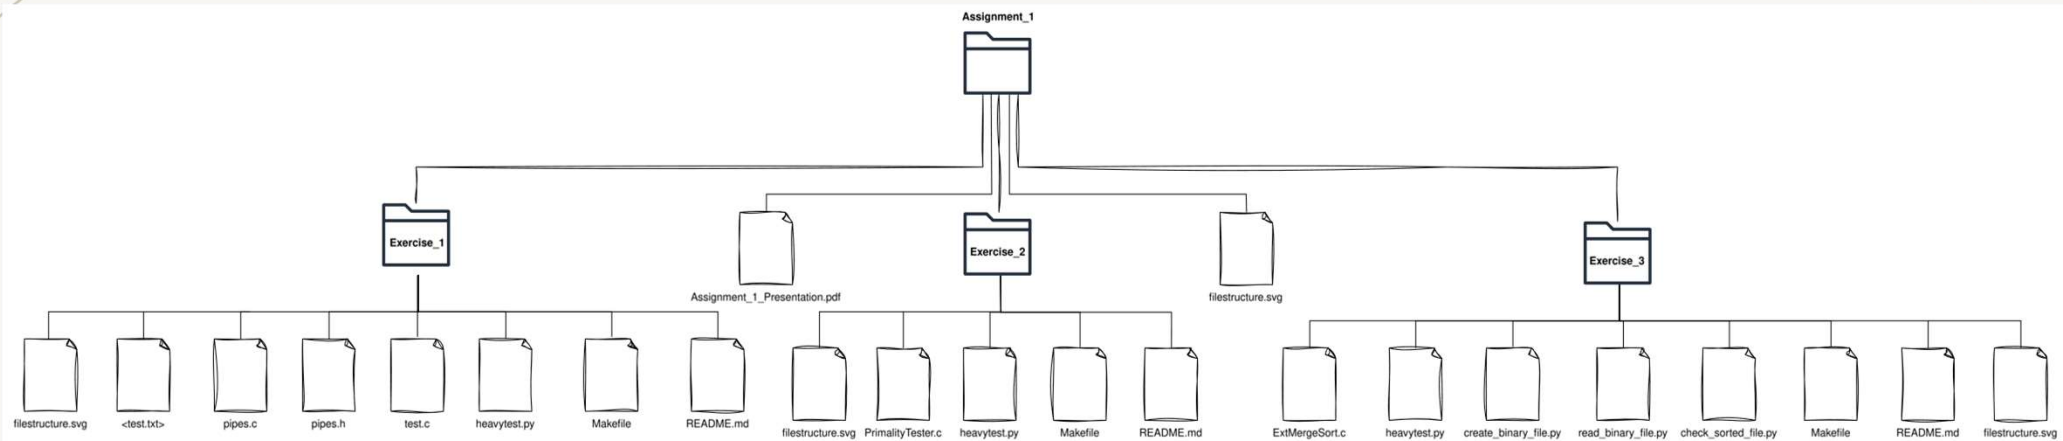 Assignment_1
Exercise_1
Exercise_2
Exercise_3
Assignment_1_Presentation.pdf
filestructure.svg
filestructure.svg
<test.txt>
pipes.c
pipes.h
test.c
heavytest.py
Makefile
README.md
filestructure.svg
PrimalityTester.c
heavytest.py
Makefile
README.md
ExtMergeSort.c
heavytest.py
create_binary_file.py
read_binary_file.py
check_sorted_file.py
Makefile
README.md
filestructure.svg